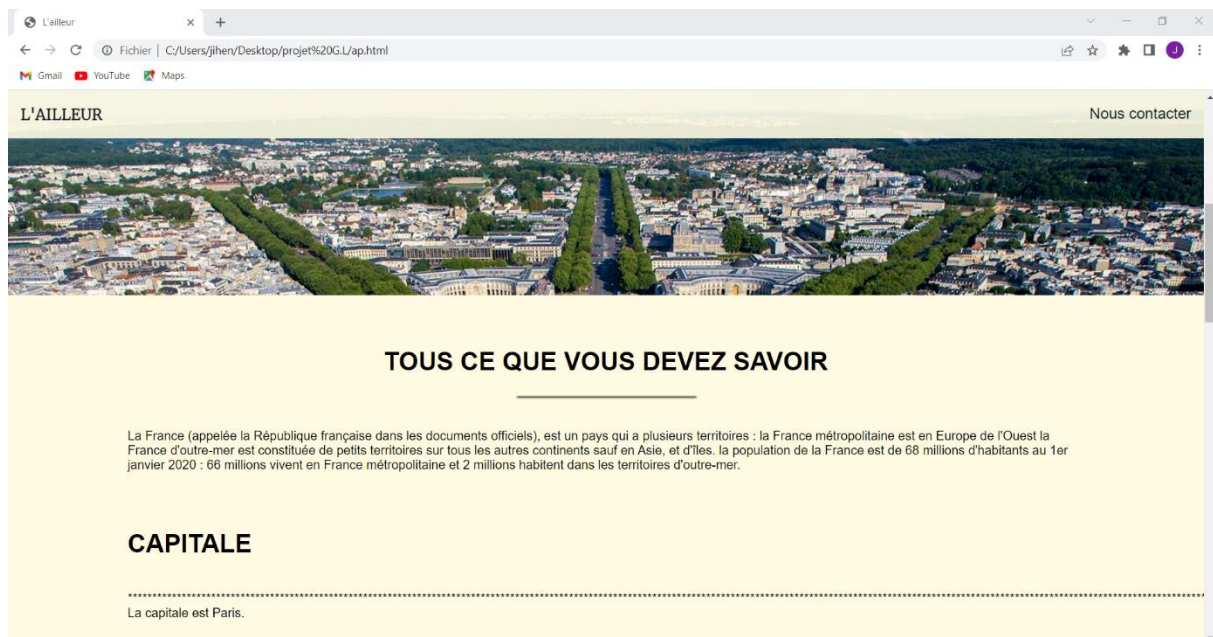 L'ailleur
Fichier | C:/Users/jihen/Desktop/projet%20G.L/ap.html
J
Gmail YouTube Maps
L'AILLEUR Nous contacter
TOUS CE QUE VOUS DEVEZ SAVOIR
La France (appelée la République française dans les documents officiels), est un pays qui a plusieurs territoires : la France métropolitaine est en Europe de l'Ouest la
France d'outre-mer est constituée de petits territoires sur tous les autres continents sauf en Asie, et d'îles. la population de la France est de 68 millions d'habitants au 1er
janvier 2020 : 66 millions vivent en France métropolitaine et 2 millions habitent dans les territoires d'outre-mer.
CAPITALE
La capitale est Paris.